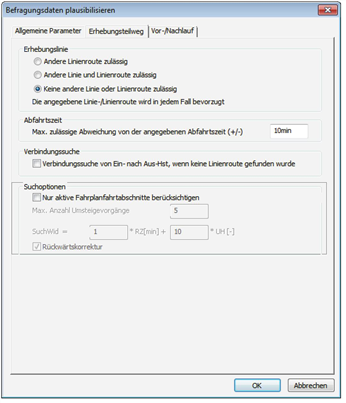 Befragungsdaten plausibilisieren
Allgemeine Parameter Erhebungsteilweg Vor-/Nachlauf
Erhebungslinie
Andere Linienroute zulässig
Andere Linie und Linienroute zulässig
Keine andere Linie oder Linienroute zulässig
Die angegebene Linie-/Linienroute wird in jedem Fall bevorzugt
Abfahrtszeit
Max. zulässige Abweichung von der angegebenen Abfahrtszeit (+/-) 10min
Verbindungssuche
Verbindungssuche von Ein- nach Aus-Hst, wenn keine Linienroute gefunden wurde
Suchoptionen
Nur aktive Fahrplanfahrtabschnitte berücksichtigen
Max. Anzahl Umsteigevorgänge 5
SuchWid = 1 * RZ[min] + 10 * UH [-]
Rückwärtskorrektur
OK Abbrechen